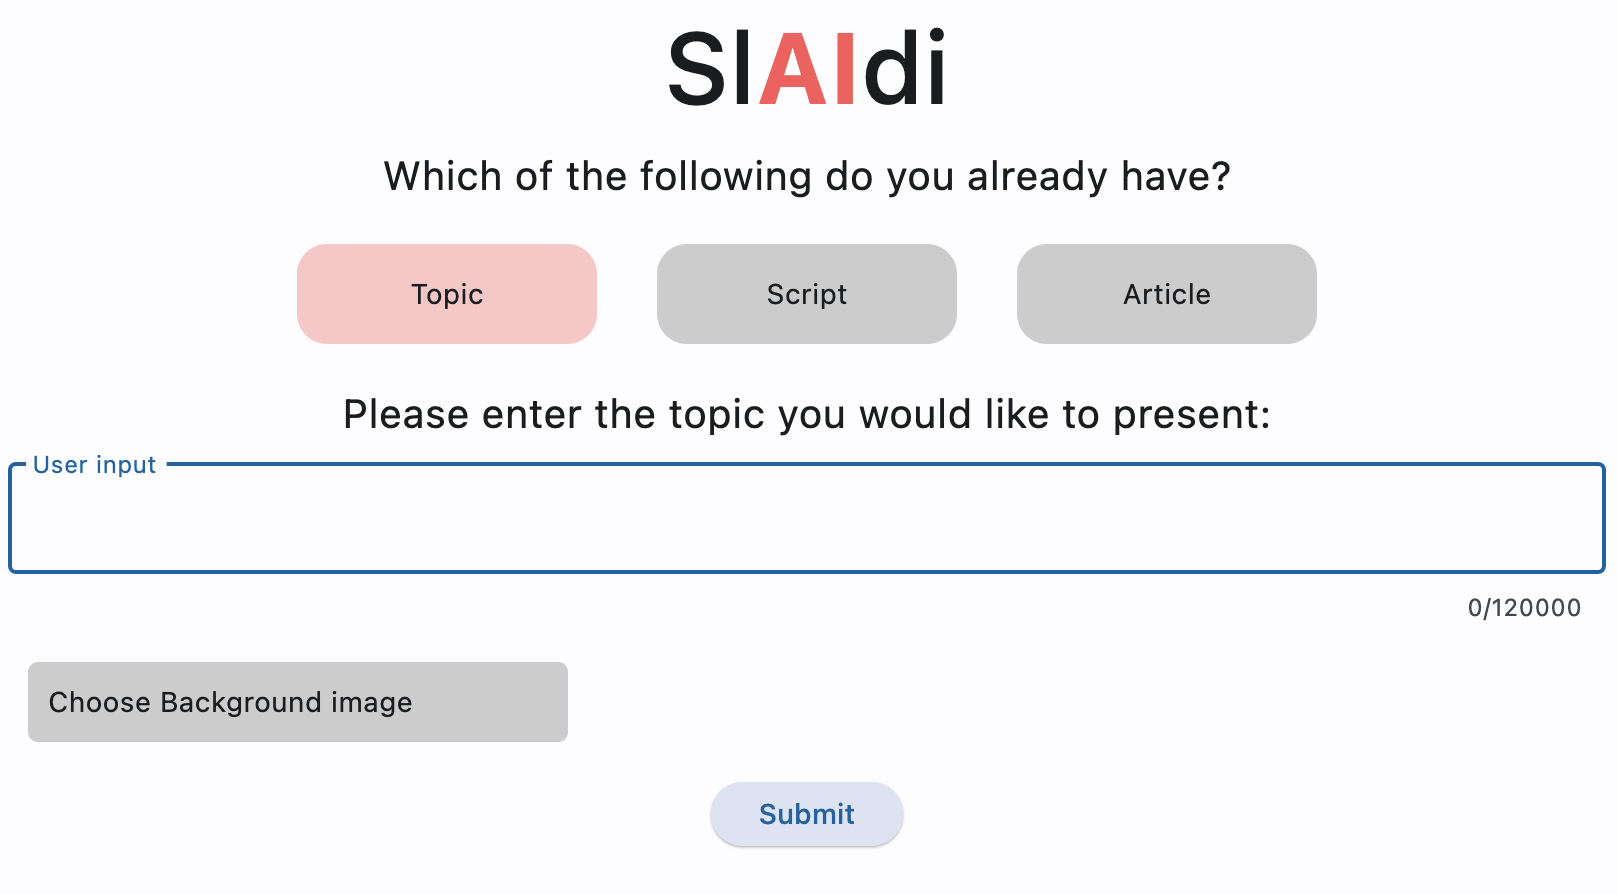 SlAIdi
Which of the following do you already have?
Topic
Script
Article
Please enter the topic you would like to present:
User input
0/120000
Choose Background image
Submit